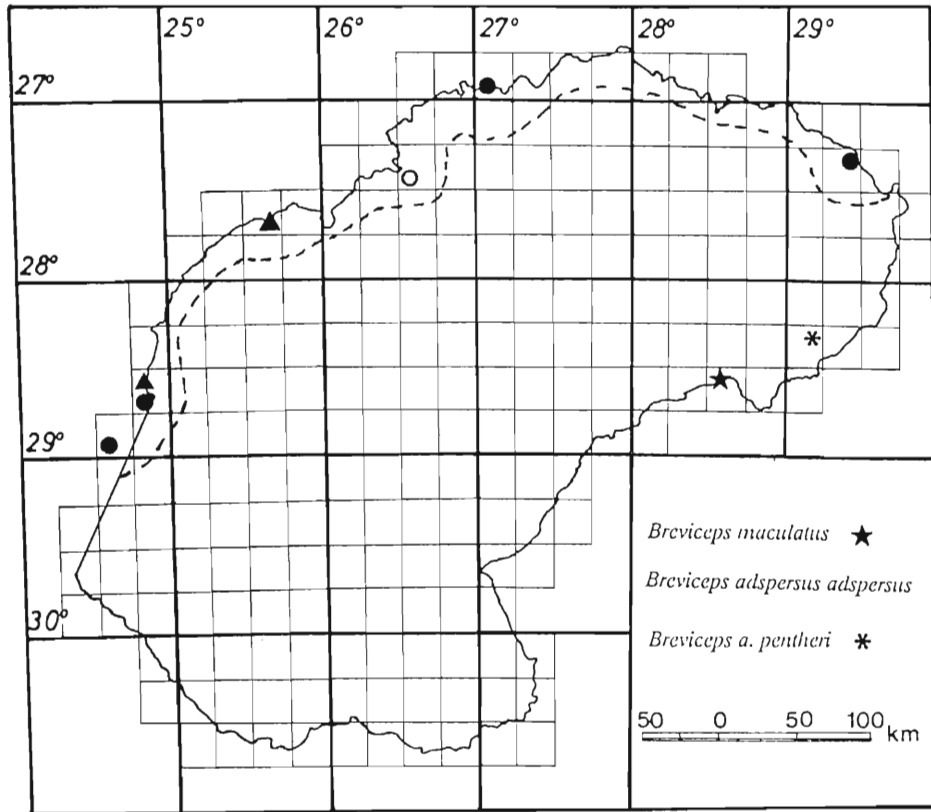 25° 26° 27° 28° 29°
27°
28°
29°
Breviceps maculatus ★
Breviceps adspersus adspersus
30°
Breviceps a. pentheri *
50 0 50 100 km